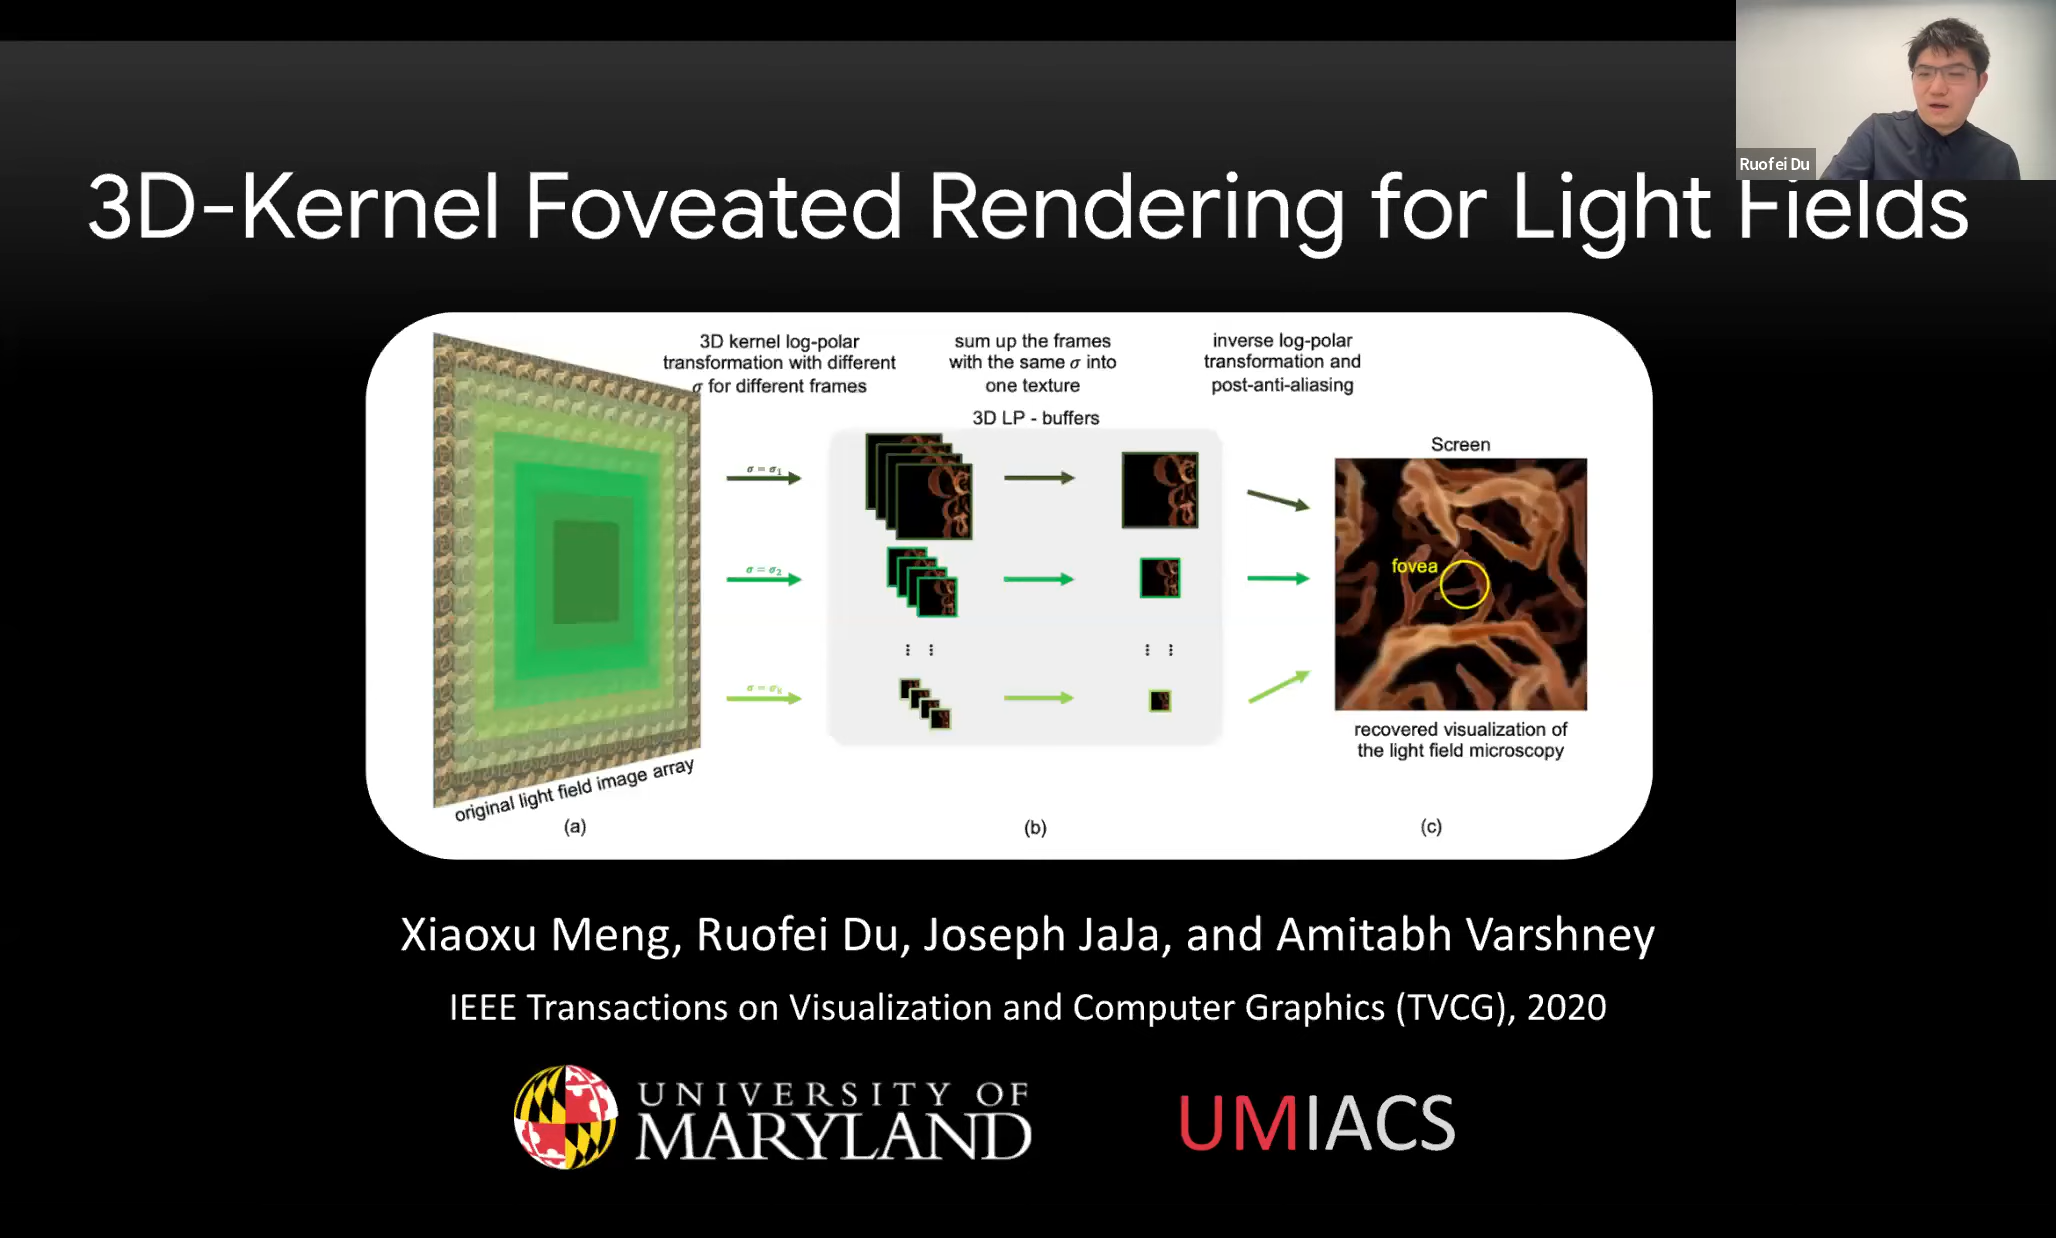 Ruofei Du
3D-Kernel Foveated Rendering for Light Fields
3D kernel log-polar
transformation with different
σ for different frames
sum up the frames
with the same σ into
one texture
inverse log-polar
transformation and
post-anti-aliasing
3D LP - buffers
Screen
σ = σ₁
σ = σ₂
fovea
σ = σₖ
recovered visualization of
the light field microscopy
original light field image array
(a)
(b)
(c)
Xiaoxu Meng, Ruofei Du, Joseph JaJa, and Amitabh Varshney
IEEE Transactions on Visualization and Computer Graphics (TVCG), 2020
UNIVERSITY OF
MARYLAND
UMIACS